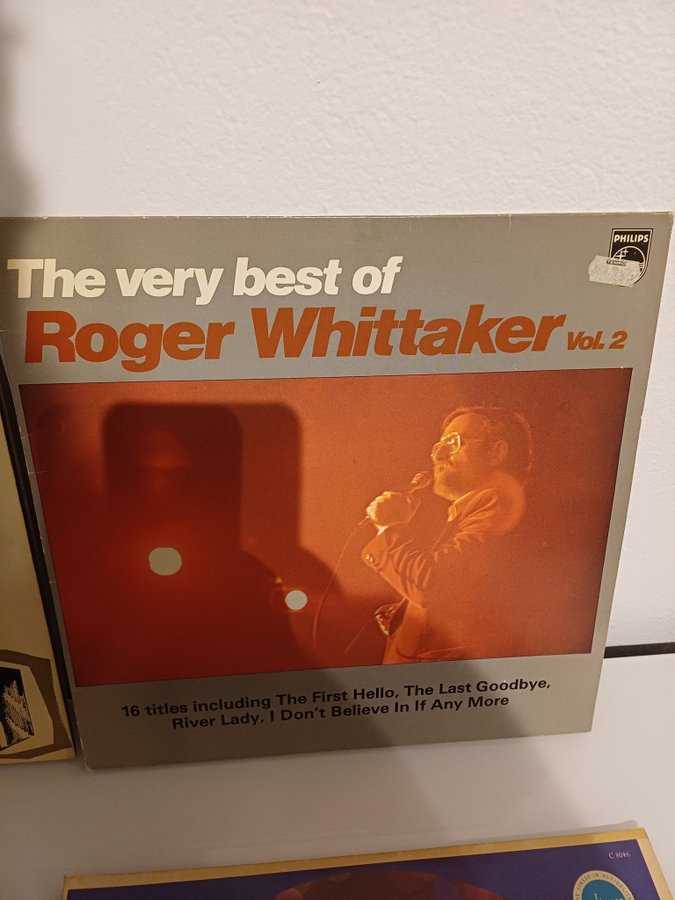 PHILIPS
The very best of
Roger Whittaker Vol. 2
16 titles including The First Hello, The Last Goodbye,
River Lady, I Don't Believe In If Any More
C 8046